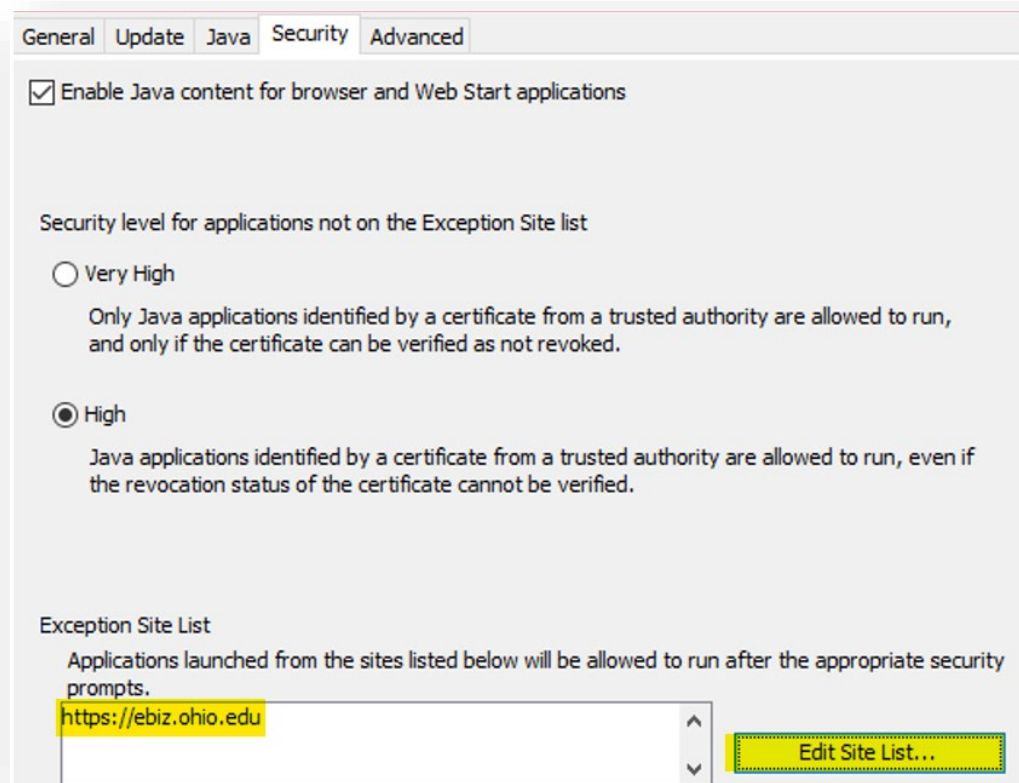 General Update Java Security Advanced
Enable Java content for browser and Web Start applications
Security level for applications not on the Exception Site list
Very High
Only Java applications identified by a certificate from a trusted authority are allowed to run,
and only if the certificate can be verified as not revoked.
High
Java applications identified by a certificate from a trusted authority are allowed to run, even if
the revocation status of the certificate cannot be verified.
Exception Site List
Applications launched from the sites listed below will be allowed to run after the appropriate security
prompts.
https://ebiz.ohio.edu
Edit Site List...